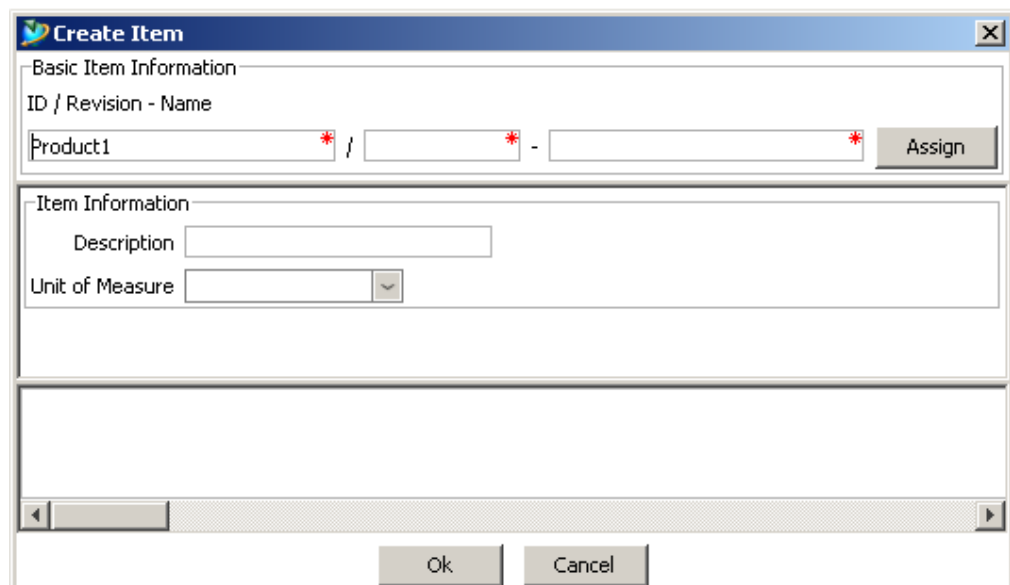 Create Item
Basic Item Information
ID / Revision - Name
Product1 * / * - * Assign
Item Information
Description
Unit of Measure
Ok Cancel